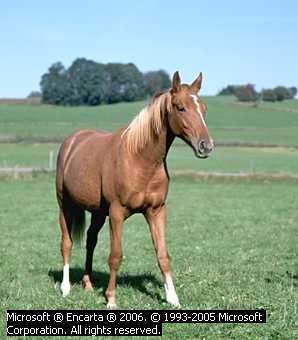 Microsoft ® Encarta ® 2006. © 1993-2005 Microsoft
Corporation. All rights reserved.